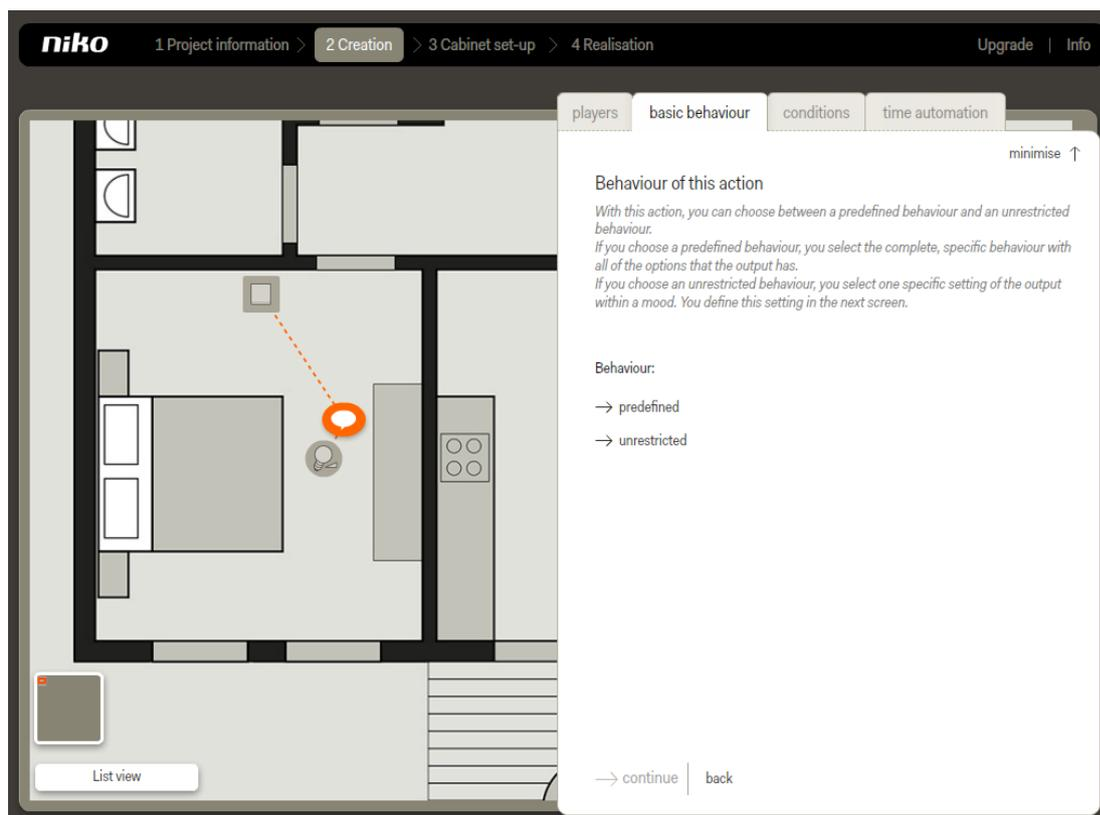 niko
1 Project information
2 Creation
3 Cabinet set-up
4 Realisation
Upgrade | Info
players
basic behaviour
conditions
time automation
minimise
Behaviour of this action
With this action, you can choose between a predefined behaviour and an unrestricted
behaviour.
If you choose a predefined behaviour, you select the complete, specific behaviour with
all of the options that the output has.
If you choose an unrestricted behaviour, you select one specific setting of the output
within a mood. You define this setting in the next screen.
Behaviour:
predefined
unrestricted
List view
continue
back